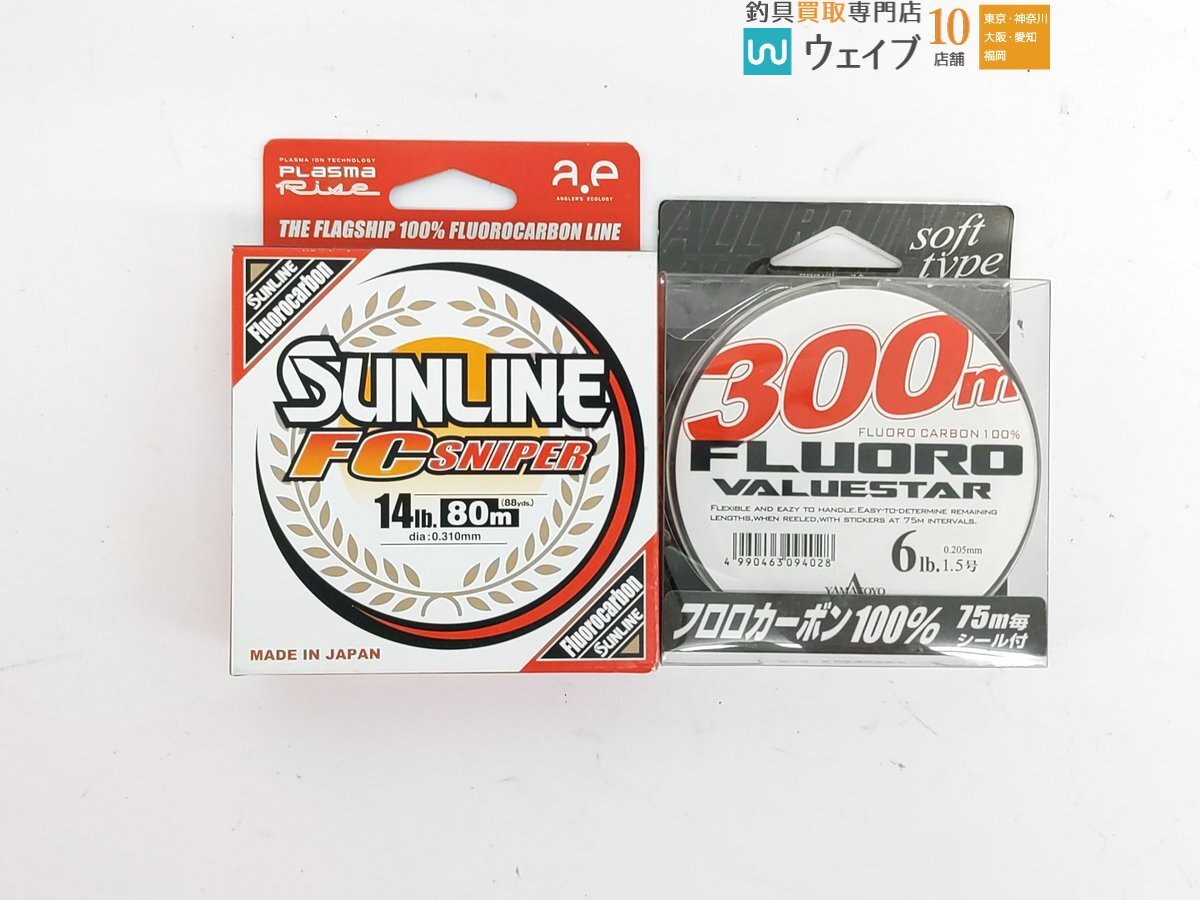 釣具買取専門店
ウェイブ
10
店舗
東京・神奈川
大阪・愛知
福岡
PLASMA ION TECHNOLOGY
PLASMA
Rise
a.e
ANGLER'S ECOLOGY
THE FLAGSHIP 100% FLUOROCARBON LINE
SUNLINE
Fluorocarbon
SUNLINE
FC SNIPER
14lb. 80m (88yds.)
dia:0.310mm
Fluorocarbon
SUNLINE
MADE IN JAPAN
ALL ROUND
soft
type
300m
FLUORO CARBON 100%
FLUORO
VALUESTAR
FLEXIBLE AND EAZY TO HANDLE.EASY-TO-DETERMINE REMAINING
LENGTHS,WHEN REELED,WITH STICKERS AT 75M INTERVALS.
4 990463 094028
6lb. 0.205mm
1.5号
YAMATOYO
フロロカーボン100% 75m毎
シール付